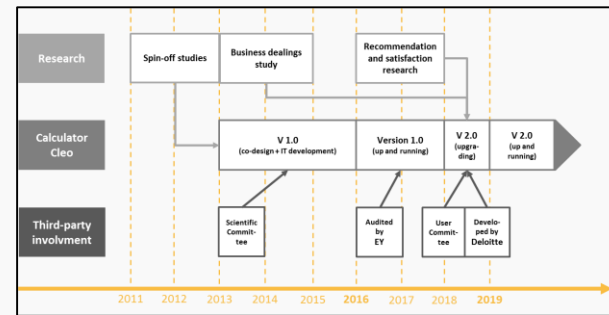 Research
Spin-off studies
Business dealings
study
Recommendation
and satisfaction
research
Calculator
Cleo
V 1.0
(co-design + IT development)
Version 1.0
(up and running)
V 2.0
(upgra-
ding)
V 2.0
(up and
running)
Third-party
involvment
Scientific
Commit-
tee
Audited
by
EY
User
Commit-
tee
Develo-
ped by
Deloitte
2011 2012 2013 2014 2015 2016 2017 2018 2019